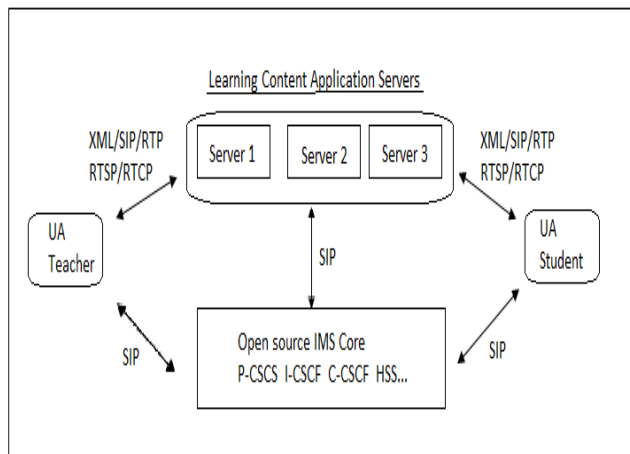 Learning Content Application Servers
XML/SIP/RTP
RTSP/RTCP
Server 1
Server 2
Server 3
XML/SIP/RTP
RTSP/RTCP
UA
Teacher
SIP
UA
Student
SIP
Open source IMS Core
P-CSCS I-CSCF C-CSCF HSS...
SIP